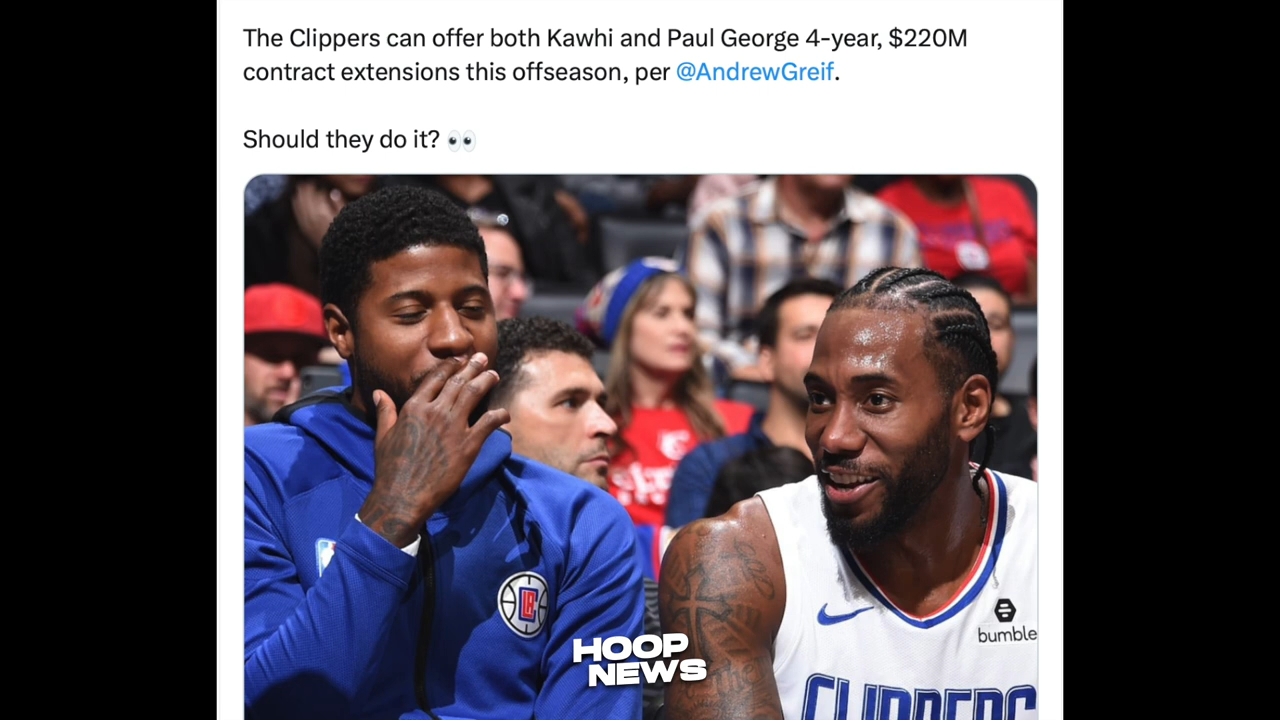 The Clippers can offer both Kawhi and Paul George 4-year, $220M
contract extensions this offseason, per @AndrewGreif.
Should they do it? 👀
bumble
HOOP
NEWS
CLIPPERS